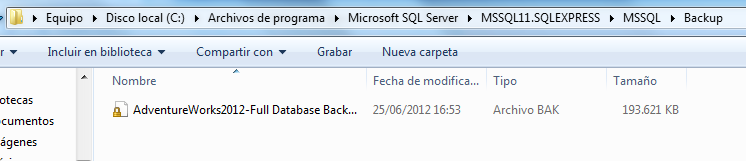 Equipo ▸ Disco local (C:) ▸ Archivos de programa ▸ Microsoft SQL Server ▸ MSSQL11.SQLEXPRESS ▸ MSSQL ▸ Backup
Incluir en biblioteca Compartir con Grabar Nueva carpeta
Nombre Fecha de modifica... Tipo Tamaño
AdventureWorks2012-Full Database Back... 25/06/2012 16:53 Archivo BAK 193.621 KB
otecas
ocumentos
ágenes